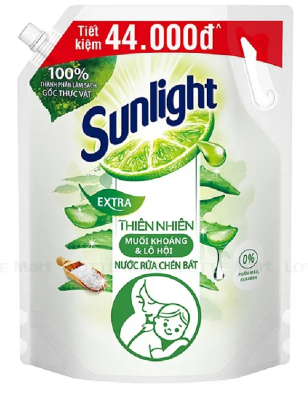 Tiết
kiệm 44.000đ^
100%
THÀNH PHẦN LÀM SẠCH
GỐC THỰC VẬT
Sunlight
EXTRA
THIÊN NHIÊN
MUỐI KHOÁNG
& LÔ HỘI
NƯỚC RỬA CHÉN BÁT
0%